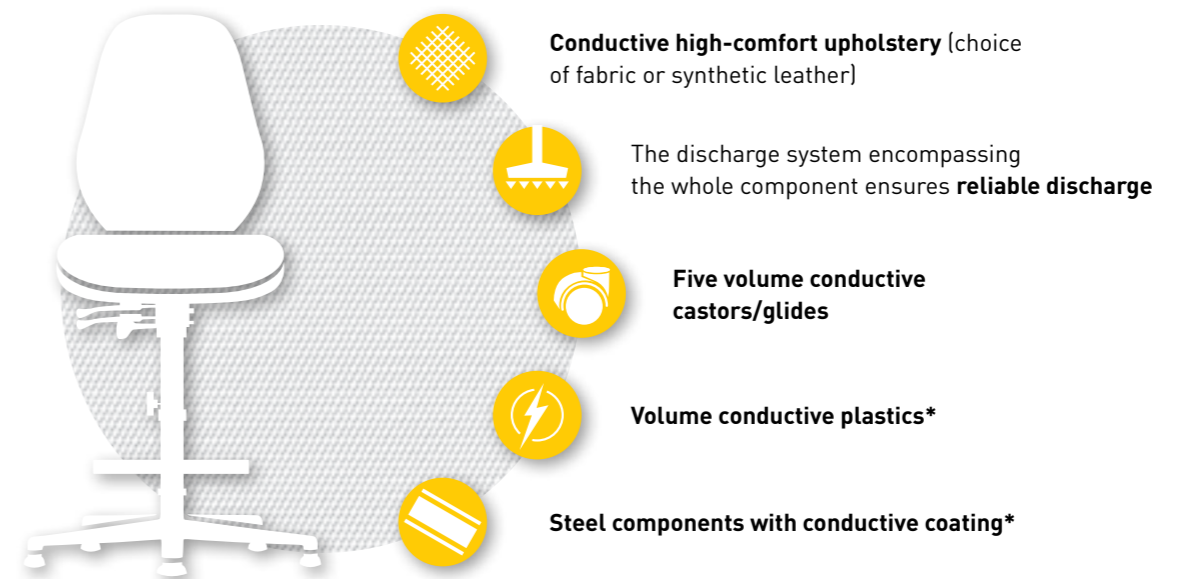 Conductive high-comfort upholstery (choice
of fabric or synthetic leather)
The discharge system encompassing
the whole component ensures reliable discharge
Five volume conductive
castors/glides
Volume conductive plastics*
Steel components with conductive coating*